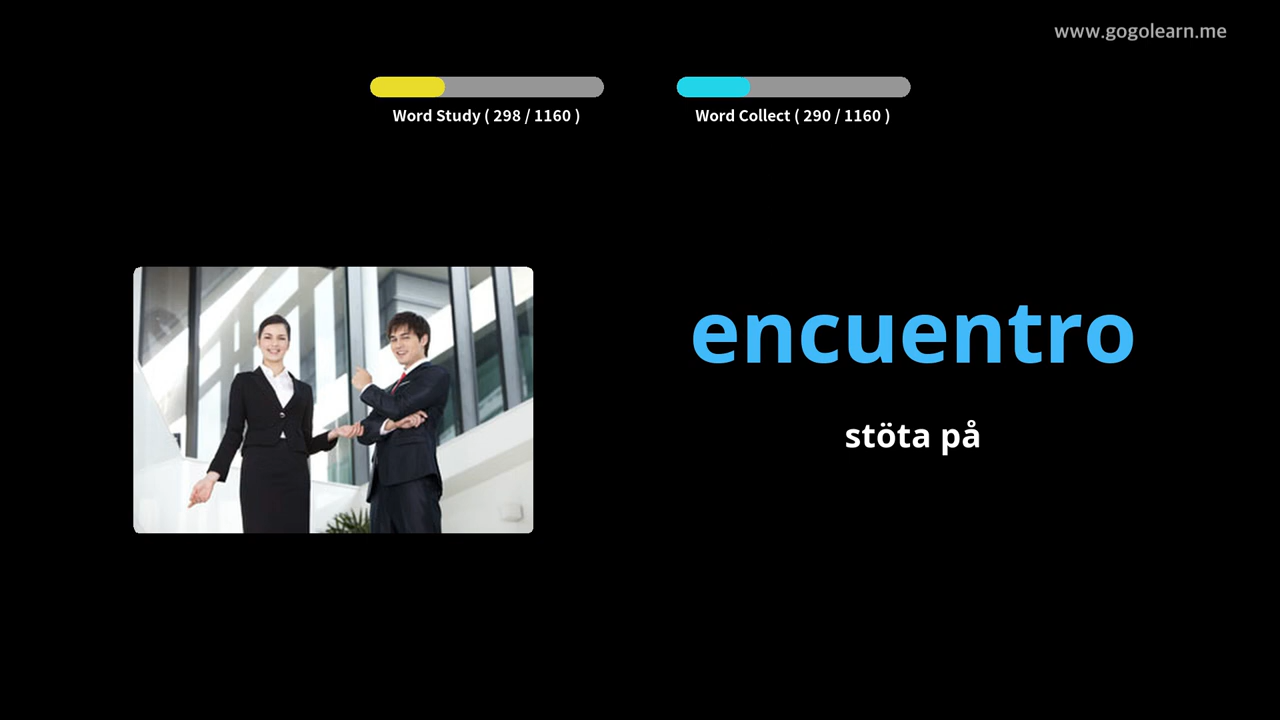 www.gogolearn.me
Word Study ( 298 / 1160 )
Word Collect ( 290 / 1160 )
encuentro
stöta på